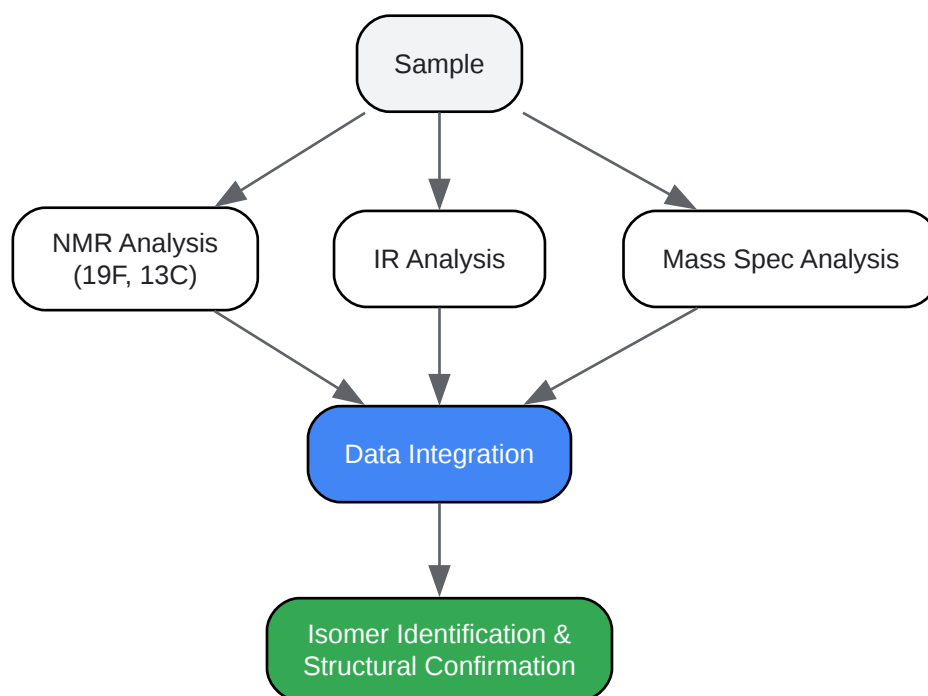 Sample
NMR Analysis
(19F, 13C)
IR Analysis
Mass Spec Analysis
Data Integration
Isomer Identification &
Structural Confirmation